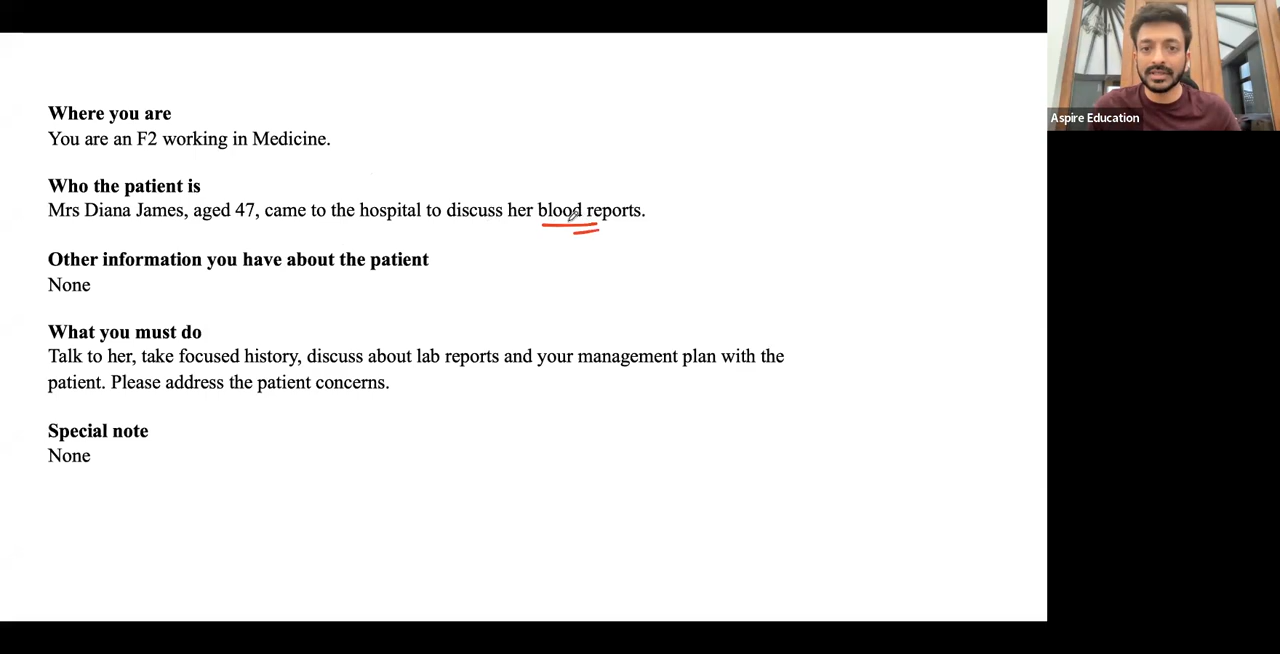 Where you are
You are an F2 working in Medicine.
Who the patient is
Mrs Diana James, aged 47, came to the hospital to discuss her blood reports.
Other information you have about the patient
None
What you must do
Talk to her, take focused history, discuss about lab reports and your management plan with the
patient. Please address the patient concerns.
Special note
None
Aspire Education